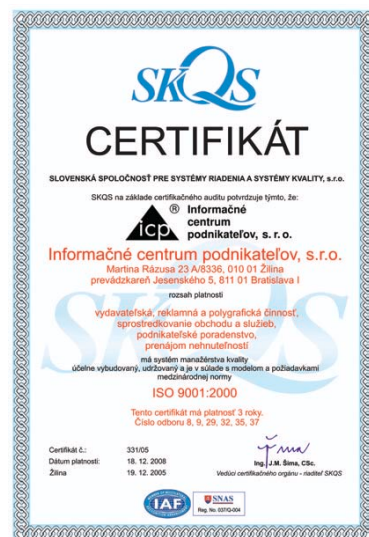 SKQS
CERTIFIKÁT
SLOVENSKÁ SPOLOČNOSŤ PRE SYSTÉMY RIADENIA A SYSTÉMY KVALITY, s.r.o.
SKQS na základe certifikačného auditu potvrdzuje týmto, že:
icp ® Informačné
centrum
podnikateľov, s. r. o.
Informačné centrum podnikateľov, s.r.o.
Martina Rázusa 23 A/8336, 010 01 Žilina
prevádzkareň Jesenského 5, 811 01 Bratislava I
rozsah platnosti
vydavateľská, reklamná a polygrafická činnosť,
sprostredkovanie obchodu a služieb,
podnikateľské poradenstvo,
prenájom nehnuteľností
má systém manažérstva kvality
účelne vybudovaný, udržovaný a je v súlade s modelom a požiadavkami
medzinárodnej normy
ISO 9001:2000
Tento certifikát má platnosť 3 roky.
Číslo odboru 8, 9, 29, 32, 35, 37
Certifikát č.: 331/05
Dátum platnosti: 18. 12. 2008
Žilina 19. 12. 2005
Ing. J.M. Šima, CSc.
Vedúci certifikačného orgánu - riaditeľ SKQS
IAF
SNAS
Reg. No. 037/Q-004
SKQS